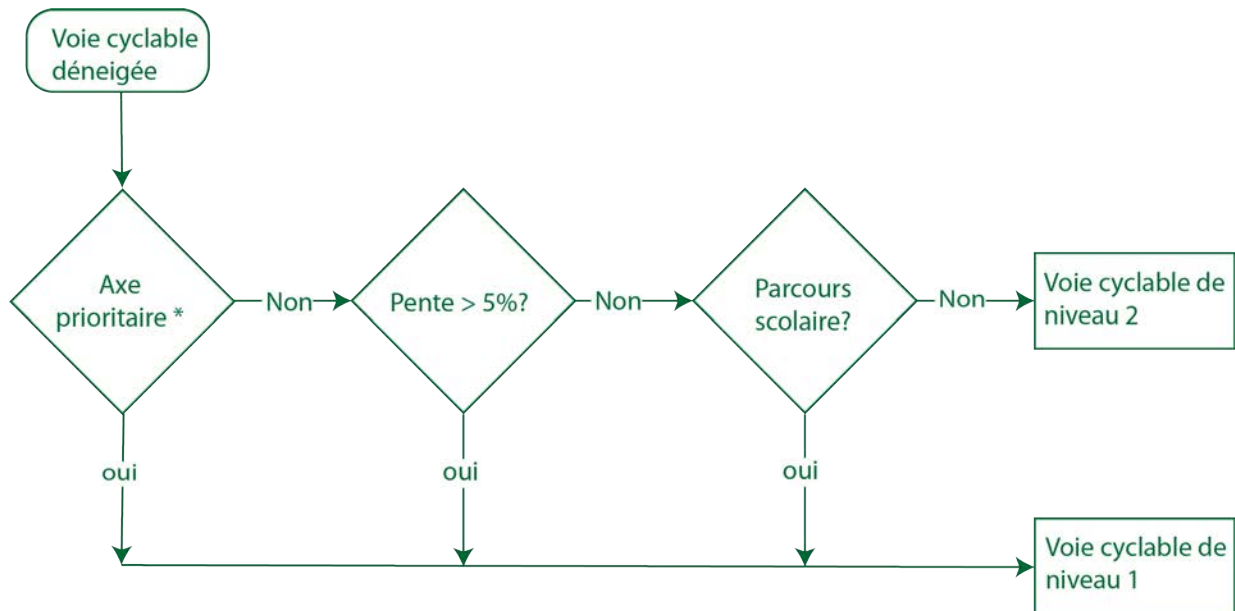 Voie cyclable
déneigée
Axe
prioritaire *
Non
Pente > 5%?
Non
Parcours
scolaire?
Non
Voie cyclable de
niveau 2
oui
oui
oui
Voie cyclable de
niveau 1